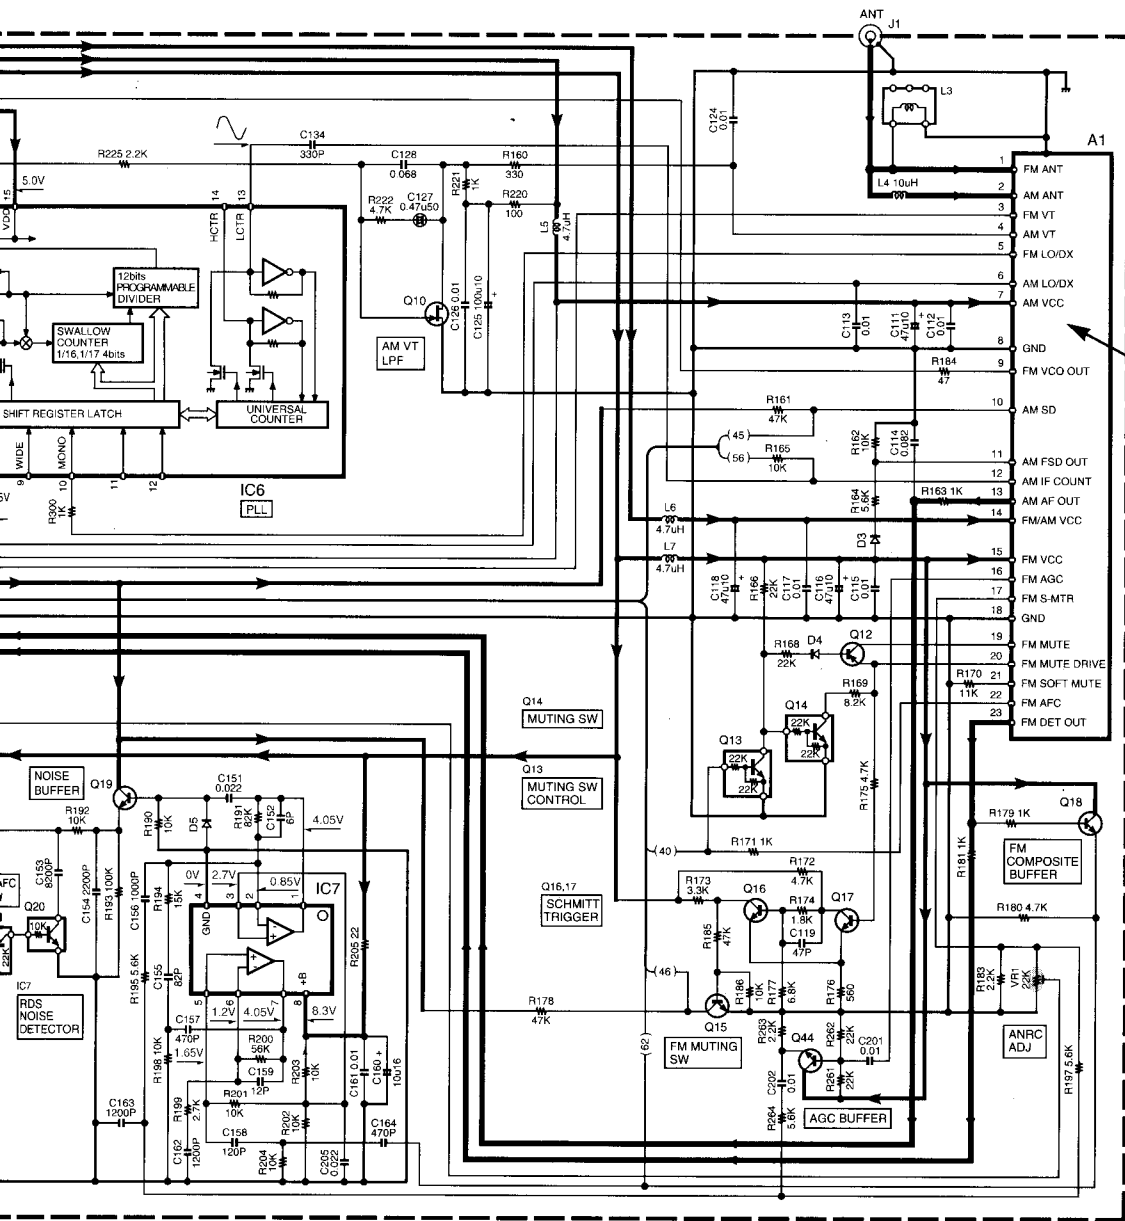 ANT
J1
L3
A1
C124
0.01
C134
330P
R225 2.2K
C128
0 068
R160
330
R221
1K
R220
100
R222
4.7K
C127
0.47u50
L5
4.7uH
L4 10uH
5.0V
15
VDD
14
13
HCTR
LCTR
12bits
PROGRAMMABLE
DIVIDER
SWALLOW
COUNTER
1/16,1/17 4bits
SHIFT REGISTER LATCH
UNIVERSAL
COUNTER
WIDE
MONO
9
10
11
12
R300
1K
IC6
PLL
Q10
AM VT
LPF
C126 0.01
C125 100u10
+
1 FM ANT
2 AM ANT
3 FM VT
4 AM VT
5 FM LO/DX
6 AM LO/DX
7 AM VCC
8 GND
9 FM VCO OUT
10 AM SD
11 AM FSD OUT
12 AM IF COUNT
13 AM AF OUT
14 FM/AM VCC
15 FM VCC
16 FM AGC
17 FM S-MTR
18 GND
19 FM MUTE
20 FM MUTE DRIVE
21 FM SOFT MUTE
22 FM AFC
23 FM DET OUT
C113
0.01
C111
47u10
+
C112
0.01
R184
47
R161
47K
(45)
(56)
R165
10K
R162
10K
C114
0.082
R164
5.6K
R163 1K
D3
L6
4.7uH
L7
4.7uH
C118
47u10
+
R166
22K
C117
0.01
C116
47u10
+
C115
0.01
R168
22K
D4
Q12
R169
8.2K
R170
11K
Q14
MUTING SW
Q13
MUTING SW
CONTROL
Q14
22K
22K
Q13
22K
22K
R175 4.7K
NOISE
BUFFER
Q19
C151
0.022
R190
10K
D5
R191
82K
C152
6P
4.05V
R192
10K
C153
8200P
C154 2200P
R193 100K
C156 1000P
R194
15K
0V
2.7V
0.85V
IC7
4
3
2
1
GND
+B
5
6
7
8
1.2V
4.05V
8.3V
R205 22
Q20
10K
22K
IC7
RDS
NOISE
DETECTOR
R195 5.6K
C155
82P
C157
470P
1.65V
R200
56K
C159
12P
R203
10K
C161 0.01
C160
10u16
+
R198 10K
R199
2.7K
R201
10K
R202
10K
C163
1200P
C162
1200P
C158
120P
R204
10K
C205
0.022
C164
470P
Q16,17
SCHMITT
TRIGGER
(40)
R171 1K
R173
3.3K
R172
4.7K
Q16
R174
1.8K
Q17
C119
47P
R185
47K
(46)
R178
47K
R186
10K
R177
6.8K
R176
560
Q15
FM MUTING
SW
(62)
R263
2.2K
R262
22K
Q44
C201
0.01
R261
22K
C202
0.01
R264
5.6K
AGC BUFFER
R179 1K
Q18
FM
COMPOSITE
BUFFER
R181 1K
R180 4.7K
R183
2.2K
VR1
22K
ANRC
ADJ
R197 5.6K